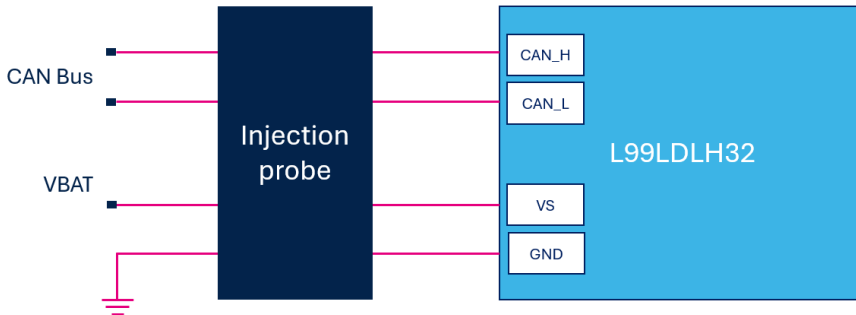 CAN Bus
VBAT
Injection
probe
CAN_H
CAN_L
VS
GND
L99LDLH32